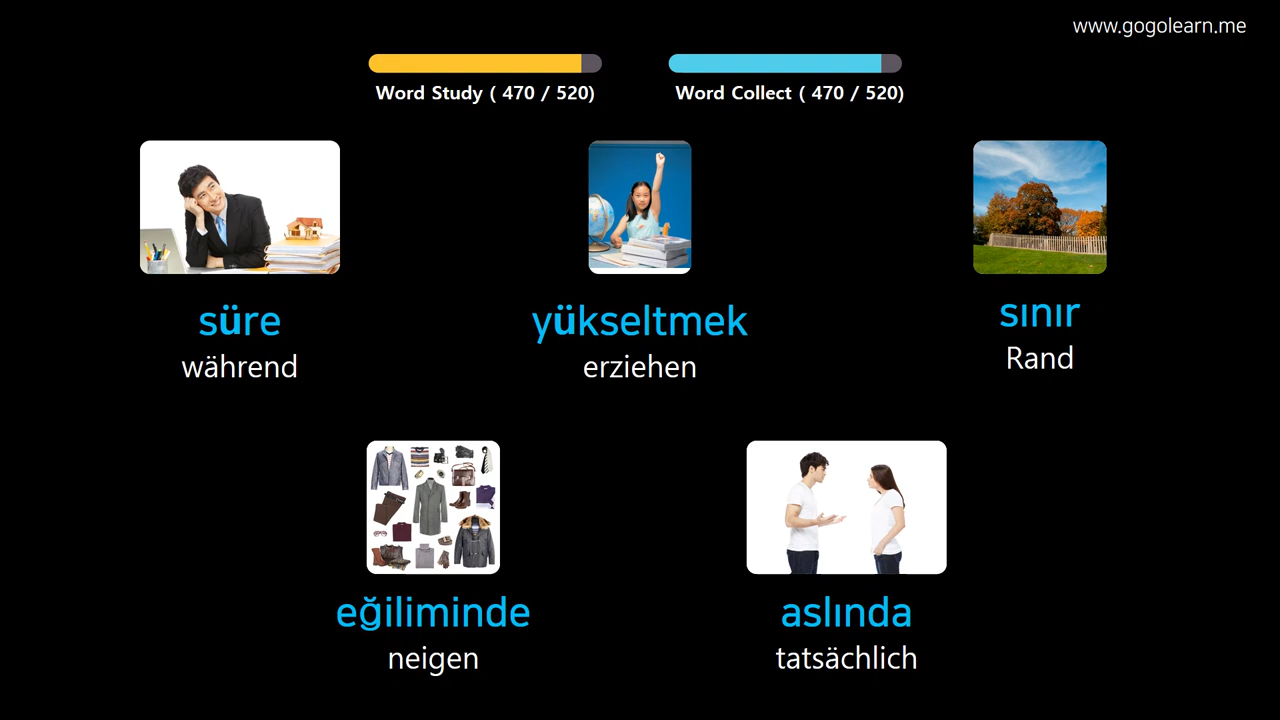 www.gogolearn.me
Word Study ( 470 / 520)
Word Collect ( 470 / 520)
süre
während
yükseltmek
erziehen
sınır
Rand
eğiliminde
neigen
aslında
tatsächlich